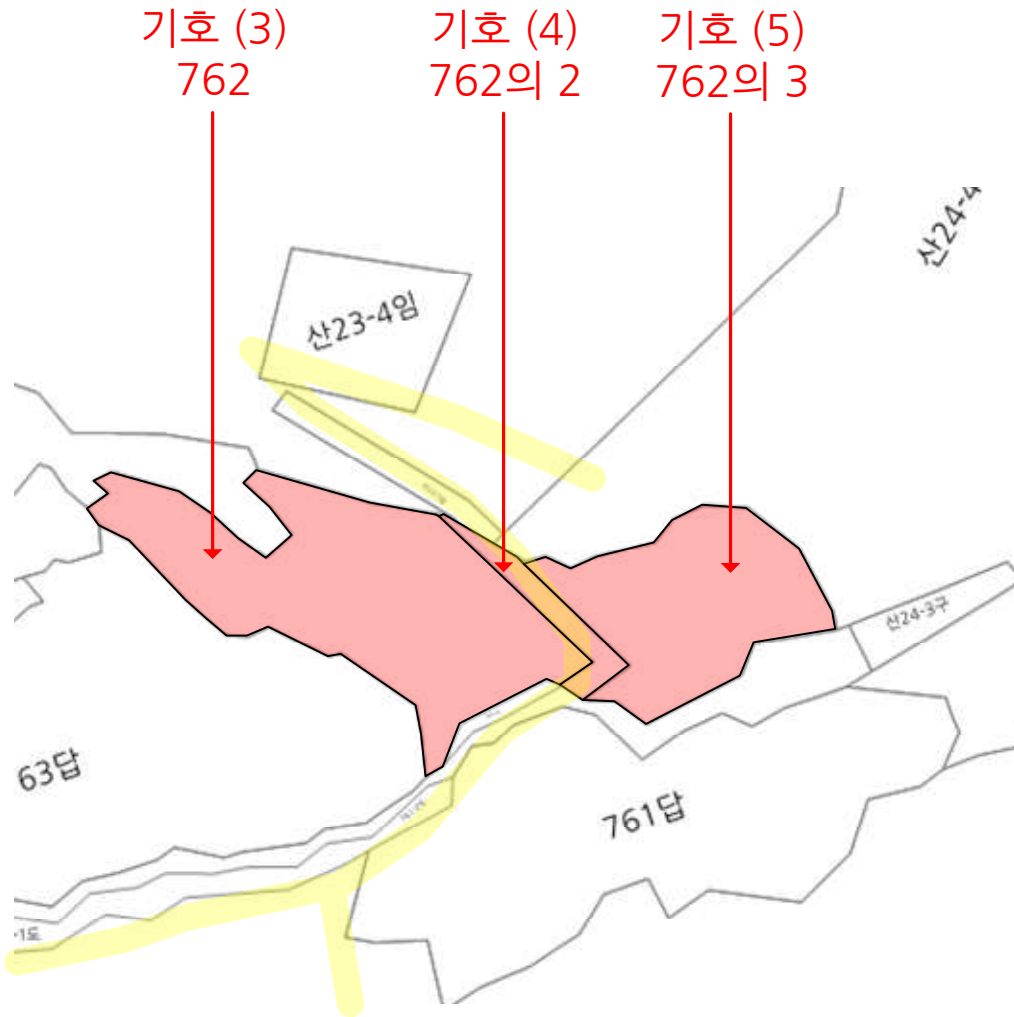 기호 (3)
762
기호 (4)
762의 2
기호 (5)
762의 3
산24-4
산23-4임
산24-3구
63답
761답
-1도